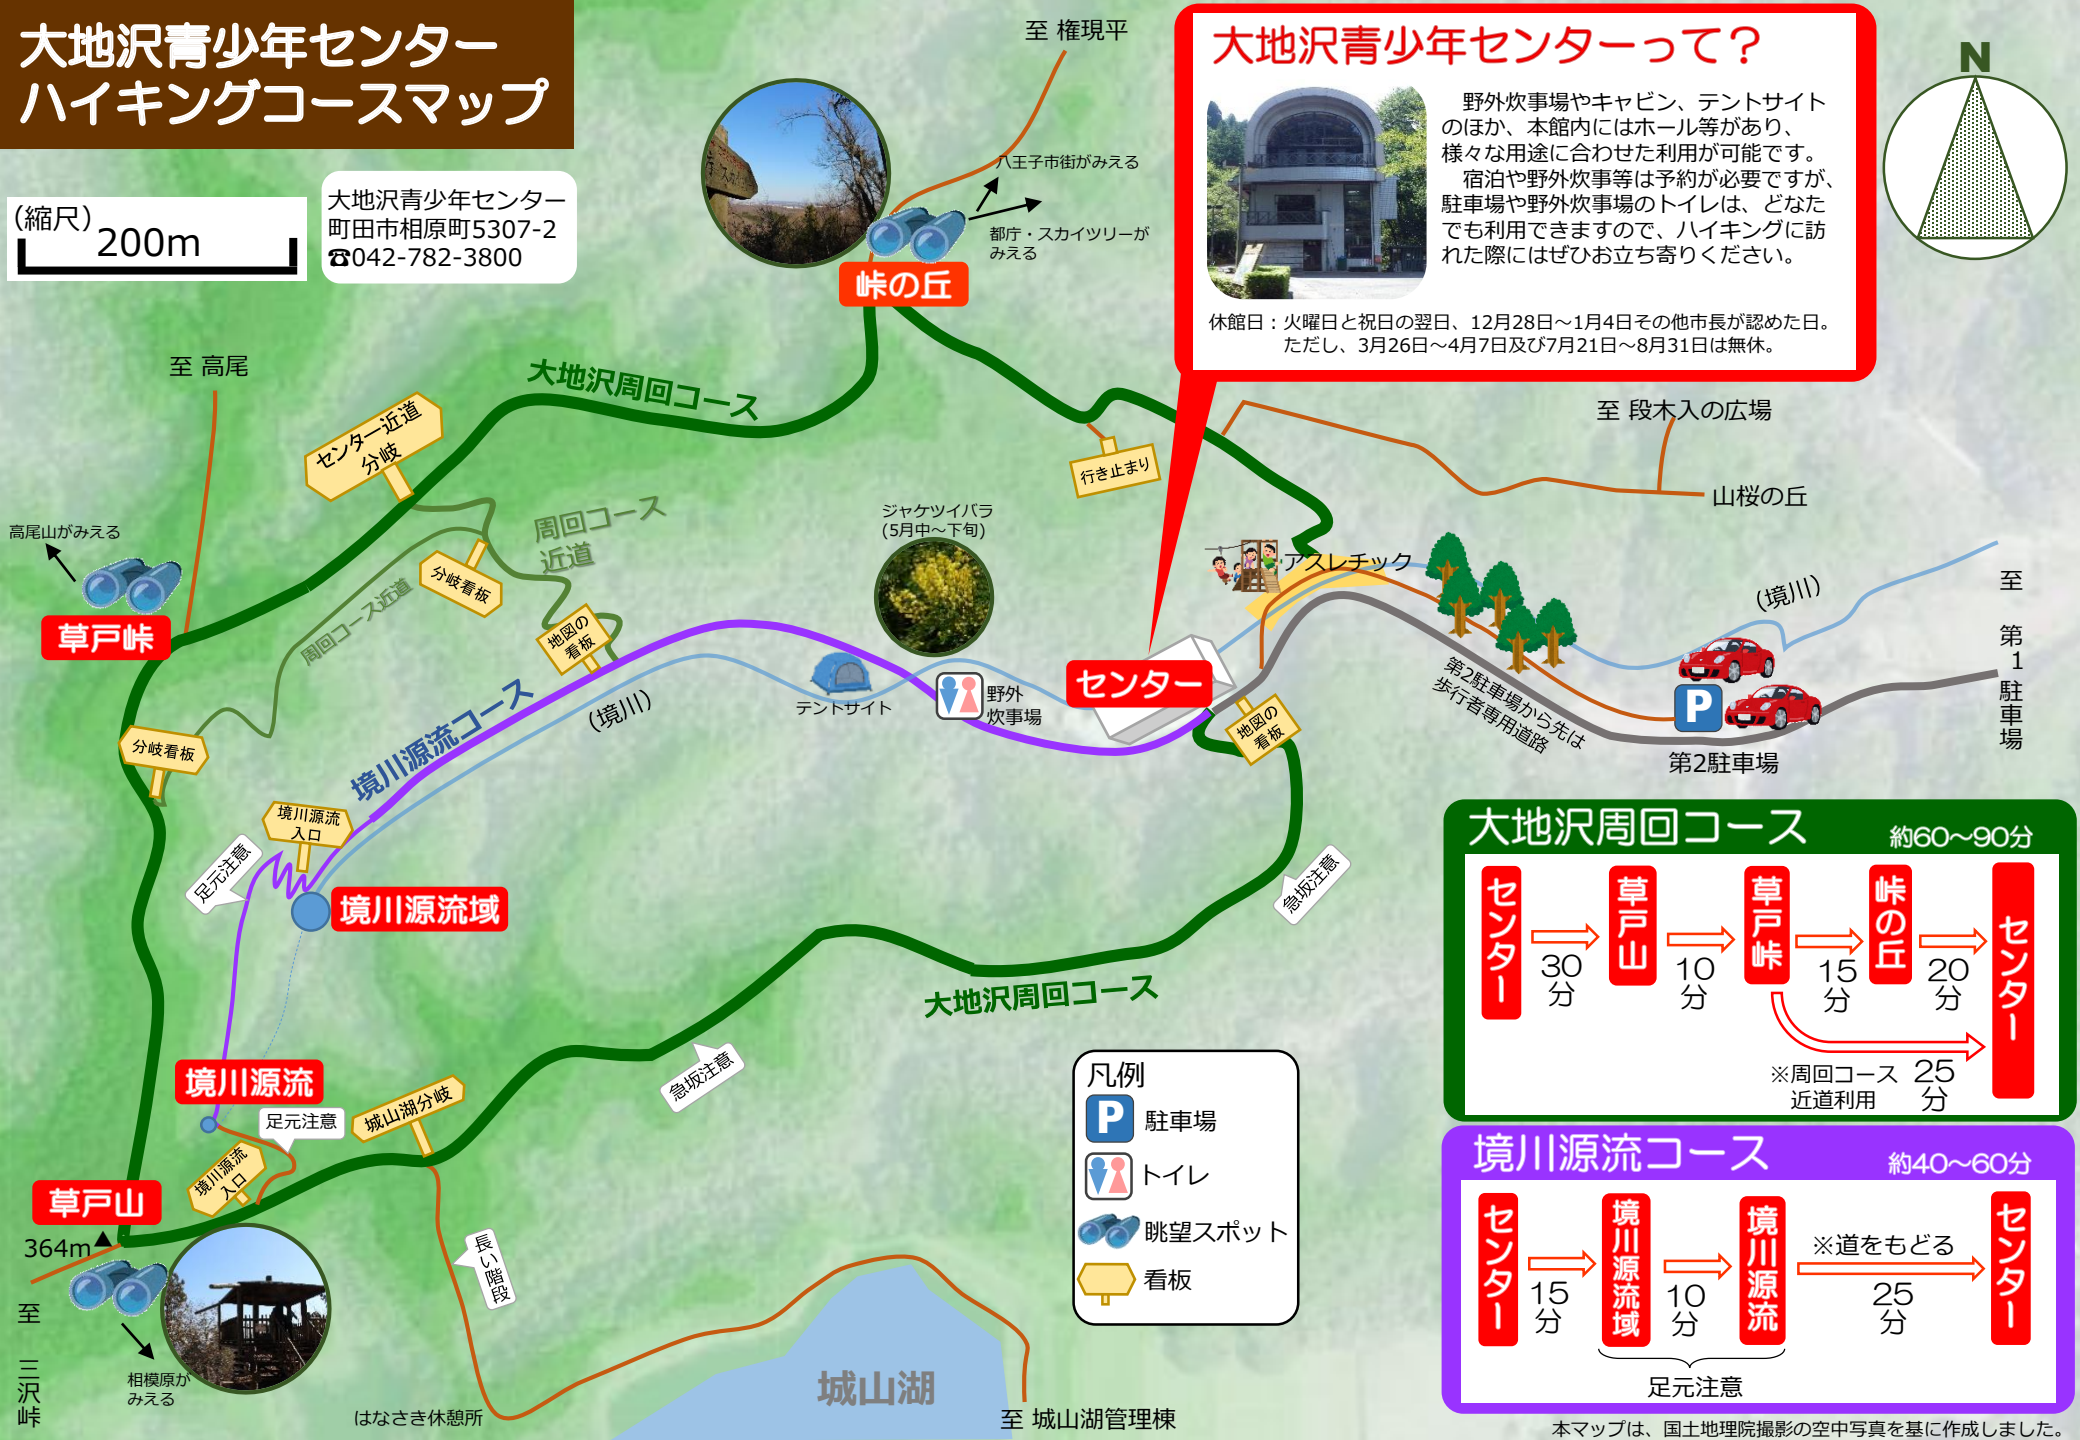 大地沢青少年センター
ハイキングコースマップ
(縮尺)
200m
大地沢青少年センター
町田市相原町5307-2
☎042-782-3800
至 権現平
八王子市街がみえる
都庁・スカイツリーが
みえる
峠の丘
大地沢青少年センターって？
野外炊事場やキャビン、テントサイト
のほか、本館内にはホール等があり、
様々な用途に合わせた利用が可能です。
宿泊や野外炊事等は予約が必要ですが、
駐車場や野外炊事場のトイレは、どなた
でも利用できますので、ハイキングに訪
れた際にはぜひお立ち寄りください。
休館日：火曜日と祝日の翌日、12月28日～1月4日その他市長が認めた日。
ただし、3月26日～4月7日及び7月21日～8月31日は無休。
N
至 高尾
大地沢周回コース
センター近道
分岐
行き止まり
至 段木入の広場
山桜の丘
高尾山がみえる
草戸峠
周回コース
近道
周回コース近道
分岐看板
地図の
看板
ジャケツイバラ
(5月中～下旬)
アスレチック
(境川)
至 第1駐車場
分岐看板
境川源流コース
(境川)
テントサイト
野外
炊事場
センター
地図の
看板
第2駐車場から先は
歩行者専用道路
P
第2駐車場
境川源流
入口
足元注意
境川源流域
急坂注意
大地沢周回コース
急坂注意
境川源流
足元注意
城山湖分岐
境川源流
入口
草戸山
364m
至 三沢峠
相模原が
みえる
長い階段
はなさき休憩所
城山湖
至 城山湖管理棟
凡例
P 駐車場
トイレ
眺望スポット
看板
大地沢周回コース 約60～90分
センター
30分
草戸山
10分
草戸峠
15分
峠の丘
20分
センター
※周回コース
近道利用
25分
境川源流コース 約40～60分
センター
15分
境川源流域
10分
境川源流
※道をもどる
25分
センター
足元注意
本マップは、国土地理院撮影の空中写真を基に作成しました。